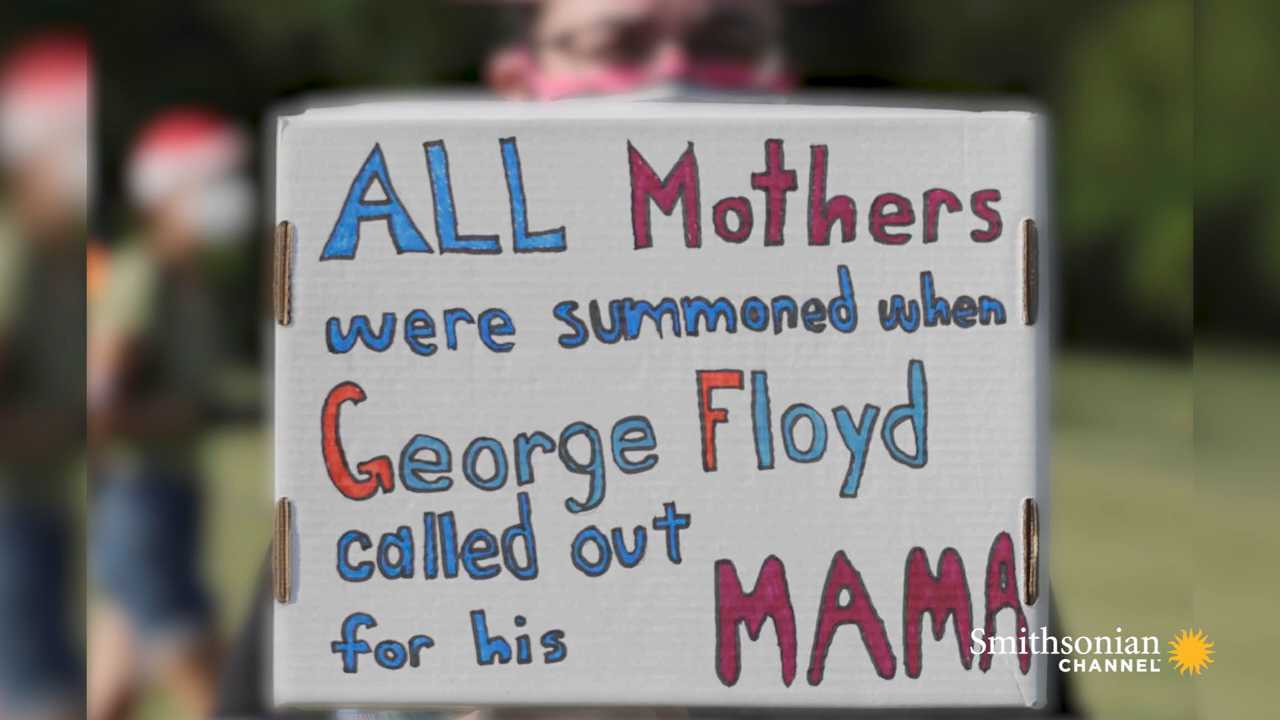 ALL Mothers
were summoned when
George Floyd
called out
for his MAMA
Smithsonian
CHANNEL